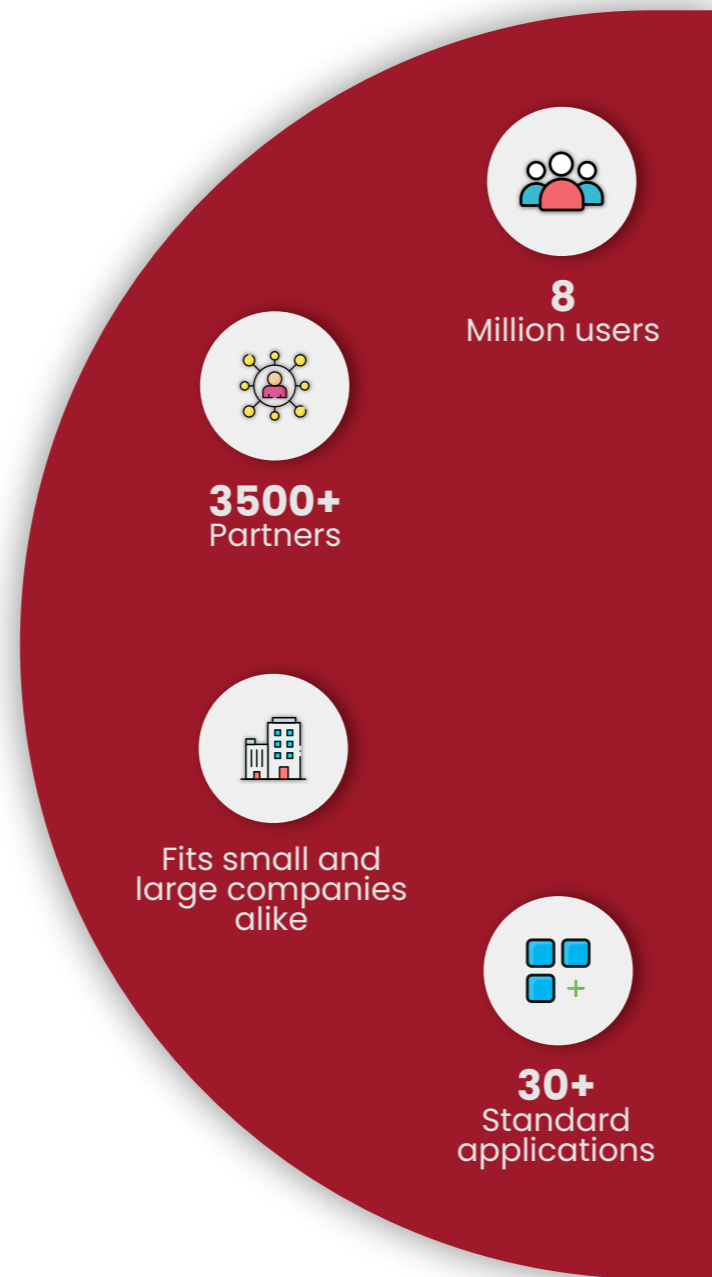 8
Million users
3500+
Partners
Fits small and
large companies
alike
30+
Standard
applications